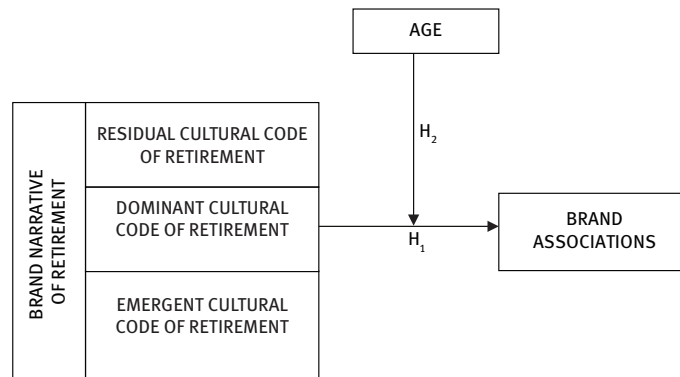 AGE
H2
BRAND NARRATIVE
OF RETIREMENT
RESIDUAL CULTURAL CODE
OF RETIREMENT
DOMINANT CULTURAL
CODE OF RETIREMENT
EMERGENT CULTURAL
CODE OF RETIREMENT
H1
BRAND
ASSOCIATIONS